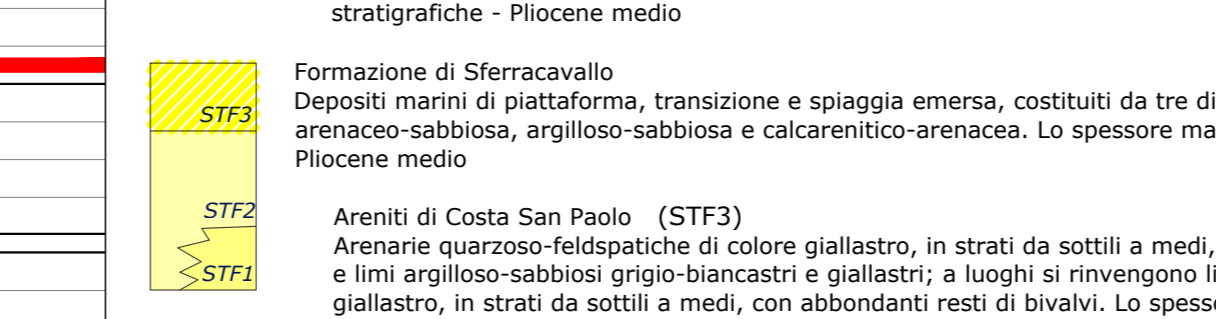 stratigrafiche - Pliocene medio
Formazione di Sferracavallo
STF3
Depositi marini di piattaforma, transizione e spiaggia emersa, costituiti da tre di
arenaceo-sabbiosa, argilloso-sabbiosa e calcarenitico-arenacea. Lo spessore ma
Pliocene medio
STF2
Areniti di Costa San Paolo (STF3)
Arenarie quarzoso-feldspatiche di colore giallastro, in strati da sottili a medi,
STF1
e limi argilloso-sabbiosi grigio-biancastri e giallastri; a luoghi si rinvengono li
giallastro, in strati da sottili a medi, con abbondanti resti di bivalvi. Lo spess